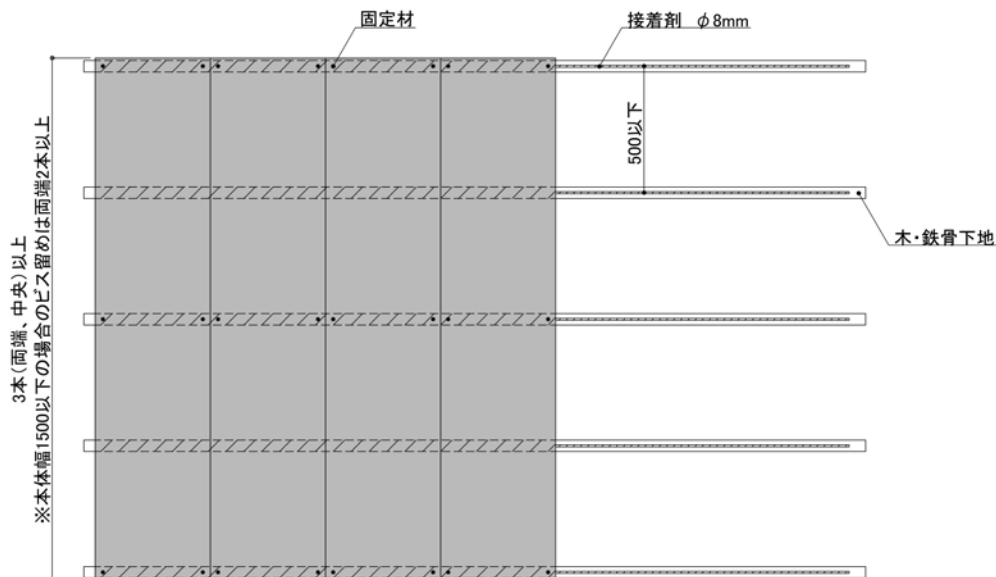 固定材
接着剤 φ8mm
500以下
木・鉄骨下地
3本（両端、中央）以上
※本体幅1500以下の場合のビス留めは両端2本以上